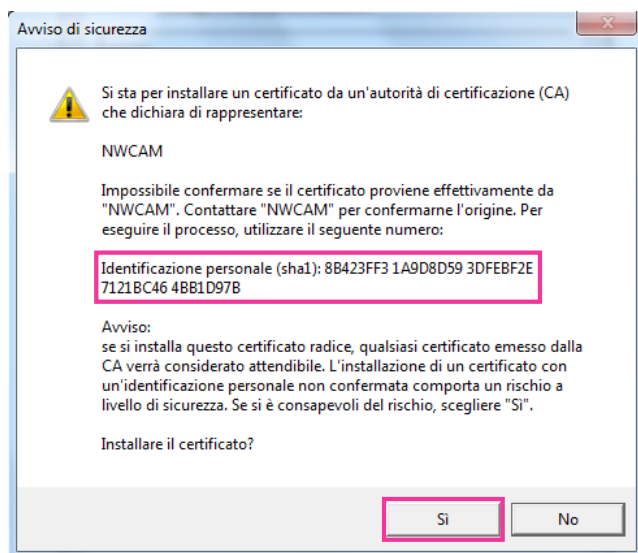 Avviso di sicurezza
Si sta per installare un certificato da un'autorità di certificazione (CA)
che dichiara di rappresentare:
NWCAM
Impossibile confermare se il certificato proviene effettivamente da
"NWCAM". Contattare "NWCAM" per confermarne l'origine. Per
eseguire il processo, utilizzare il seguente numero:
Identificazione personale (sha1): 8B423FF3 1A9D8D59 3DFEBF2E
7121BC46 4BB1D97B
Avviso:
se si installa questo certificato radice, qualsiasi certificato emesso dalla
CA verrà considerato attendibile. L'installazione di un certificato con
un'identificazione personale non confermata comporta un rischio a
livello di sicurezza. Se si è consapevoli del rischio, scegliere "Sì".
Installare il certificato?
Sì
No